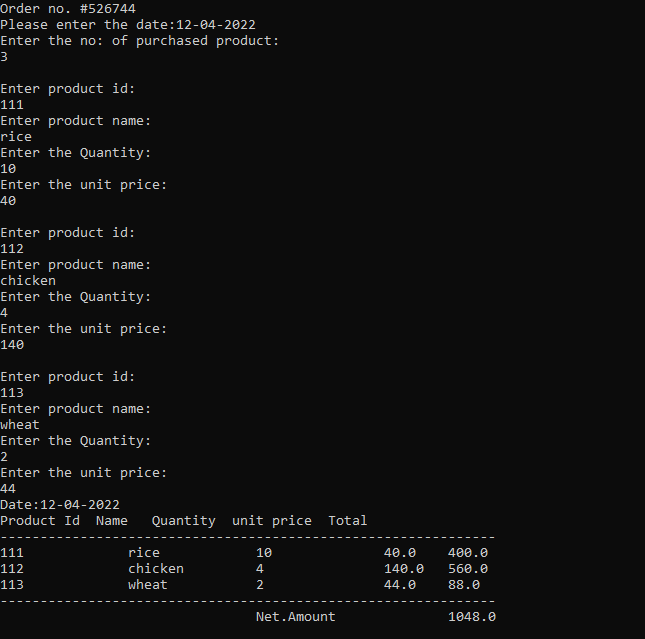 Order no. #526744
Please enter the date:12-04-2022
Enter the no: of purchased product:
3
Enter product id:
111
Enter product name:
rice
Enter the Quantity:
10
Enter the unit price:
40
Enter product id:
112
Enter product name:
chicken
Enter the Quantity:
4
Enter the unit price:
140
Enter product id:
113
Enter product name:
wheat
Enter the Quantity:
2
Enter the unit price:
44
Date:12-04-2022
Product Id  Name   Quantity  unit price  Total
--------------------------------------------------------------
111             rice            10              40.0    400.0
112             chicken         4               140.0   560.0
113             wheat           2               44.0    88.0
--------------------------------------------------------------
                                Net.Amount              1048.0